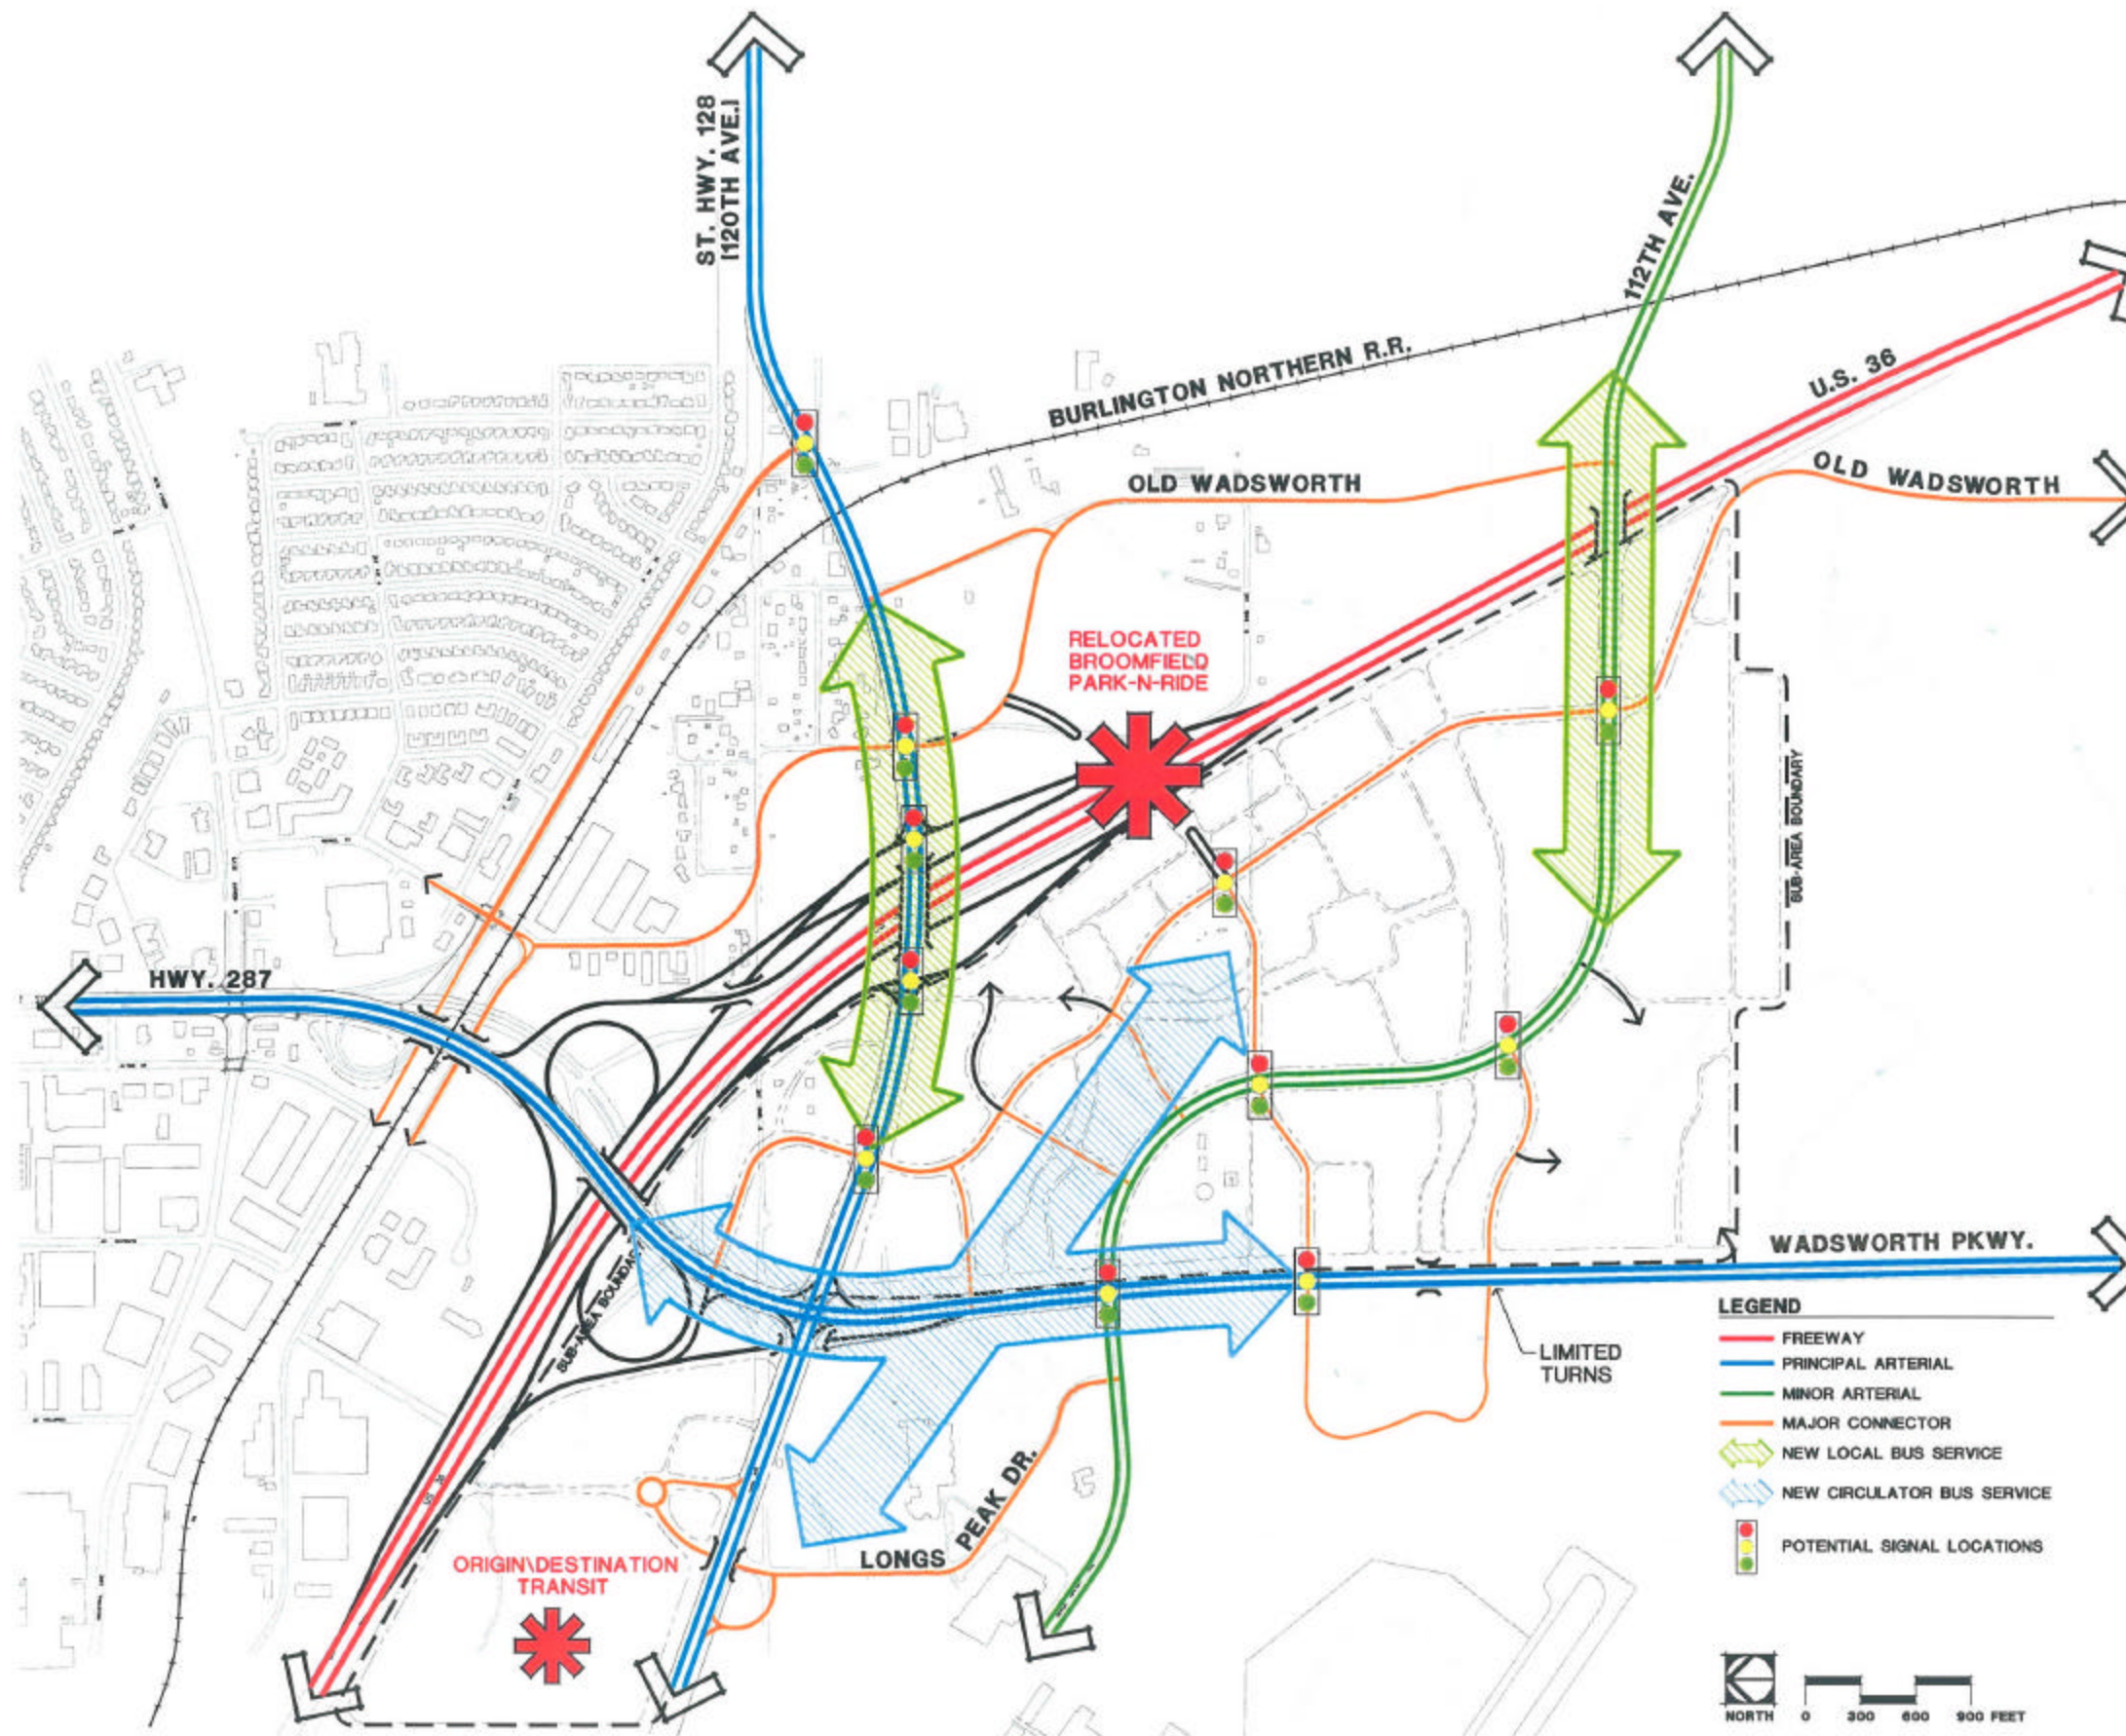 ST. HWY. 128
[120TH AVE.]
112TH AVE.
BURLINGTON NORTHERN R.R.
U.S. 36
OLD WADSWORTH
OLD WADSWORTH
RELOCATED
BROOMFIELD
PARK-N-RIDE
SUB-AREA BOUNDARY
HWY. 287
WADSWORTH PKWY.
SUB-AREA BOUNDARY
LIMITED
TURNS
LONGS PEAK DR.
ORIGIN\DESTINATION
TRANSIT
LEGEND
FREEWAY
PRINCIPAL ARTERIAL
MINOR ARTERIAL
MAJOR CONNECTOR
NEW LOCAL BUS SERVICE
NEW CIRCULATOR BUS SERVICE
POTENTIAL SIGNAL LOCATIONS
NORTH
0 300 600 900 FEET